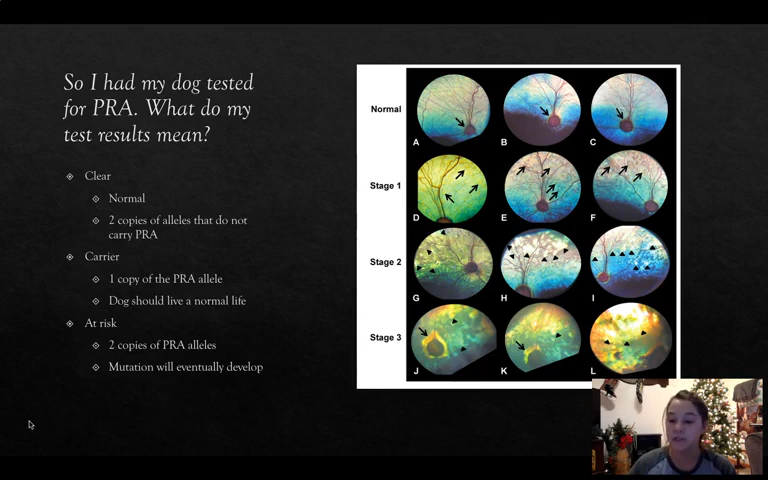 So I had my dog tested
for PRA. What do my
test results mean?
Clear
Normal
2 copies of alleles that do not
carry PRA
Carrier
1 copy of the PRA allele
Dog should live a normal life
At risk
2 copies of PRA alleles
Mutation will eventually develop
Normal
A B C
Stage 1
D E F
Stage 2
G H I
Stage 3
J K L